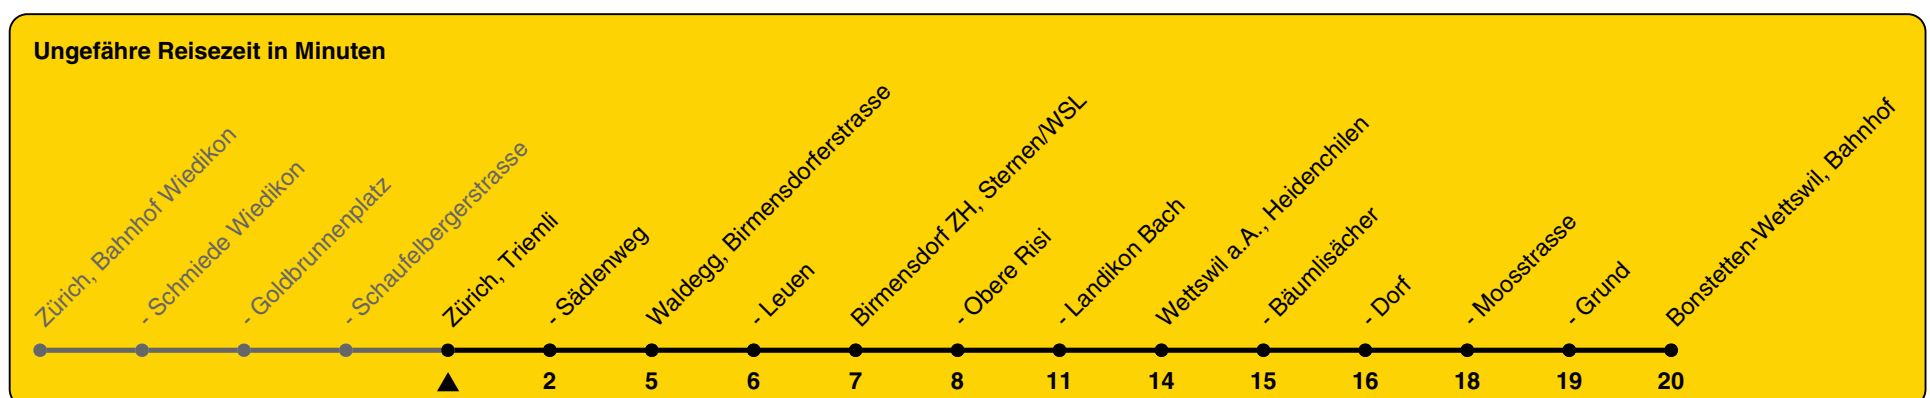 Ungefähre Reisezeit in Minuten
Zürich, Bahnhof Wiedikon
- Schmiede Wiedikon
- Goldbrunnenplatz
- Schaufelbergerstrasse
Zürich, Triemli
- Sädlenweg
Waldegg, Birmensdorferstrasse
- Leuen
Birmensdorf ZH, Sternen/WSL
- Obere Risi
- Landikon Bach
Wettswil a.A., Heidenchilen
- Bäumlisächer
- Dorf
- Moosstrasse
- Grund
Bonstetten-Wettswil, Bahnhof
2 5 6 7 8 11 14 15 16 18 19 20